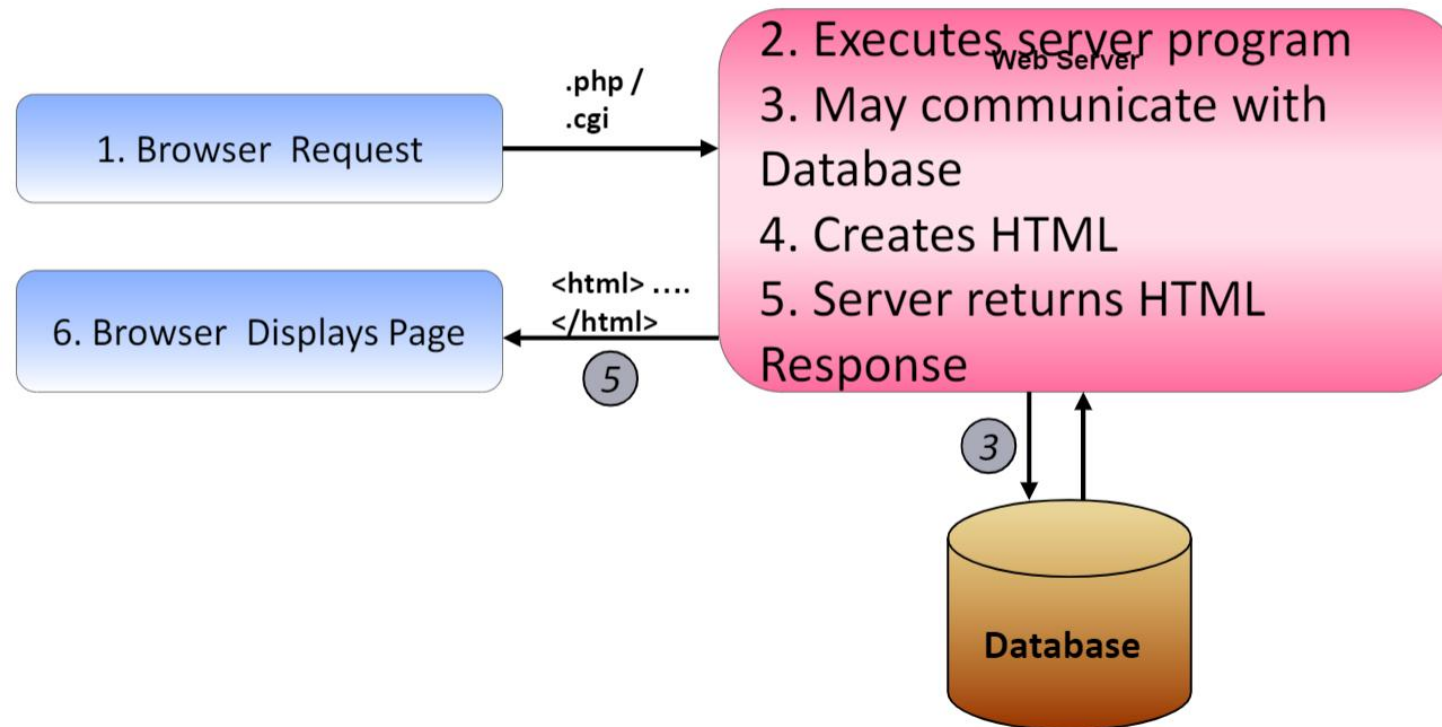 1. Browser Request
.php /
.cgi
2. Executes server program
Web Server
3. May communicate with
Database
4. Creates HTML
5. Server returns HTML
Response
<html> ....
</html>
5
6. Browser Displays Page
3
Database